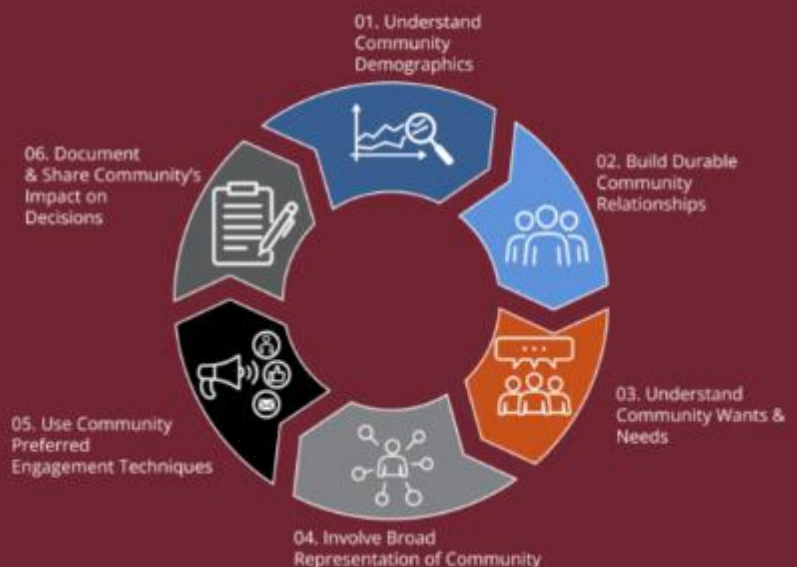 01. Understand
Community
Demographics
02. Build Durable
Community
Relationships
03. Understand
Community Wants &
Needs
04. Involve Broad
Representation of Community
05. Use Community
Preferred
Engagement Techniques
06. Document
& Share Community's
Impact on
Decisions